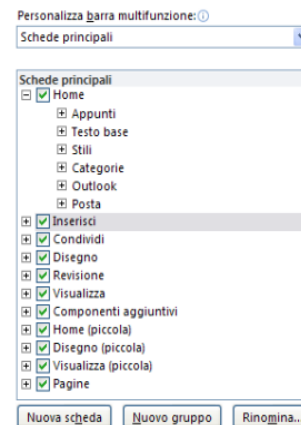 Personalizza barra multifunzione:
Schede principali
Schede principali
Home
Appunti
Testo base
Stili
Categorie
Outlook
Posta
Inserisci
Condividi
Disegno
Revisione
Visualizza
Componenti aggiuntivi
Home (piccola)
Disegno (piccola)
Visualizza (piccola)
Pagine
Nuova scheda Nuovo gruppo Rinomina...